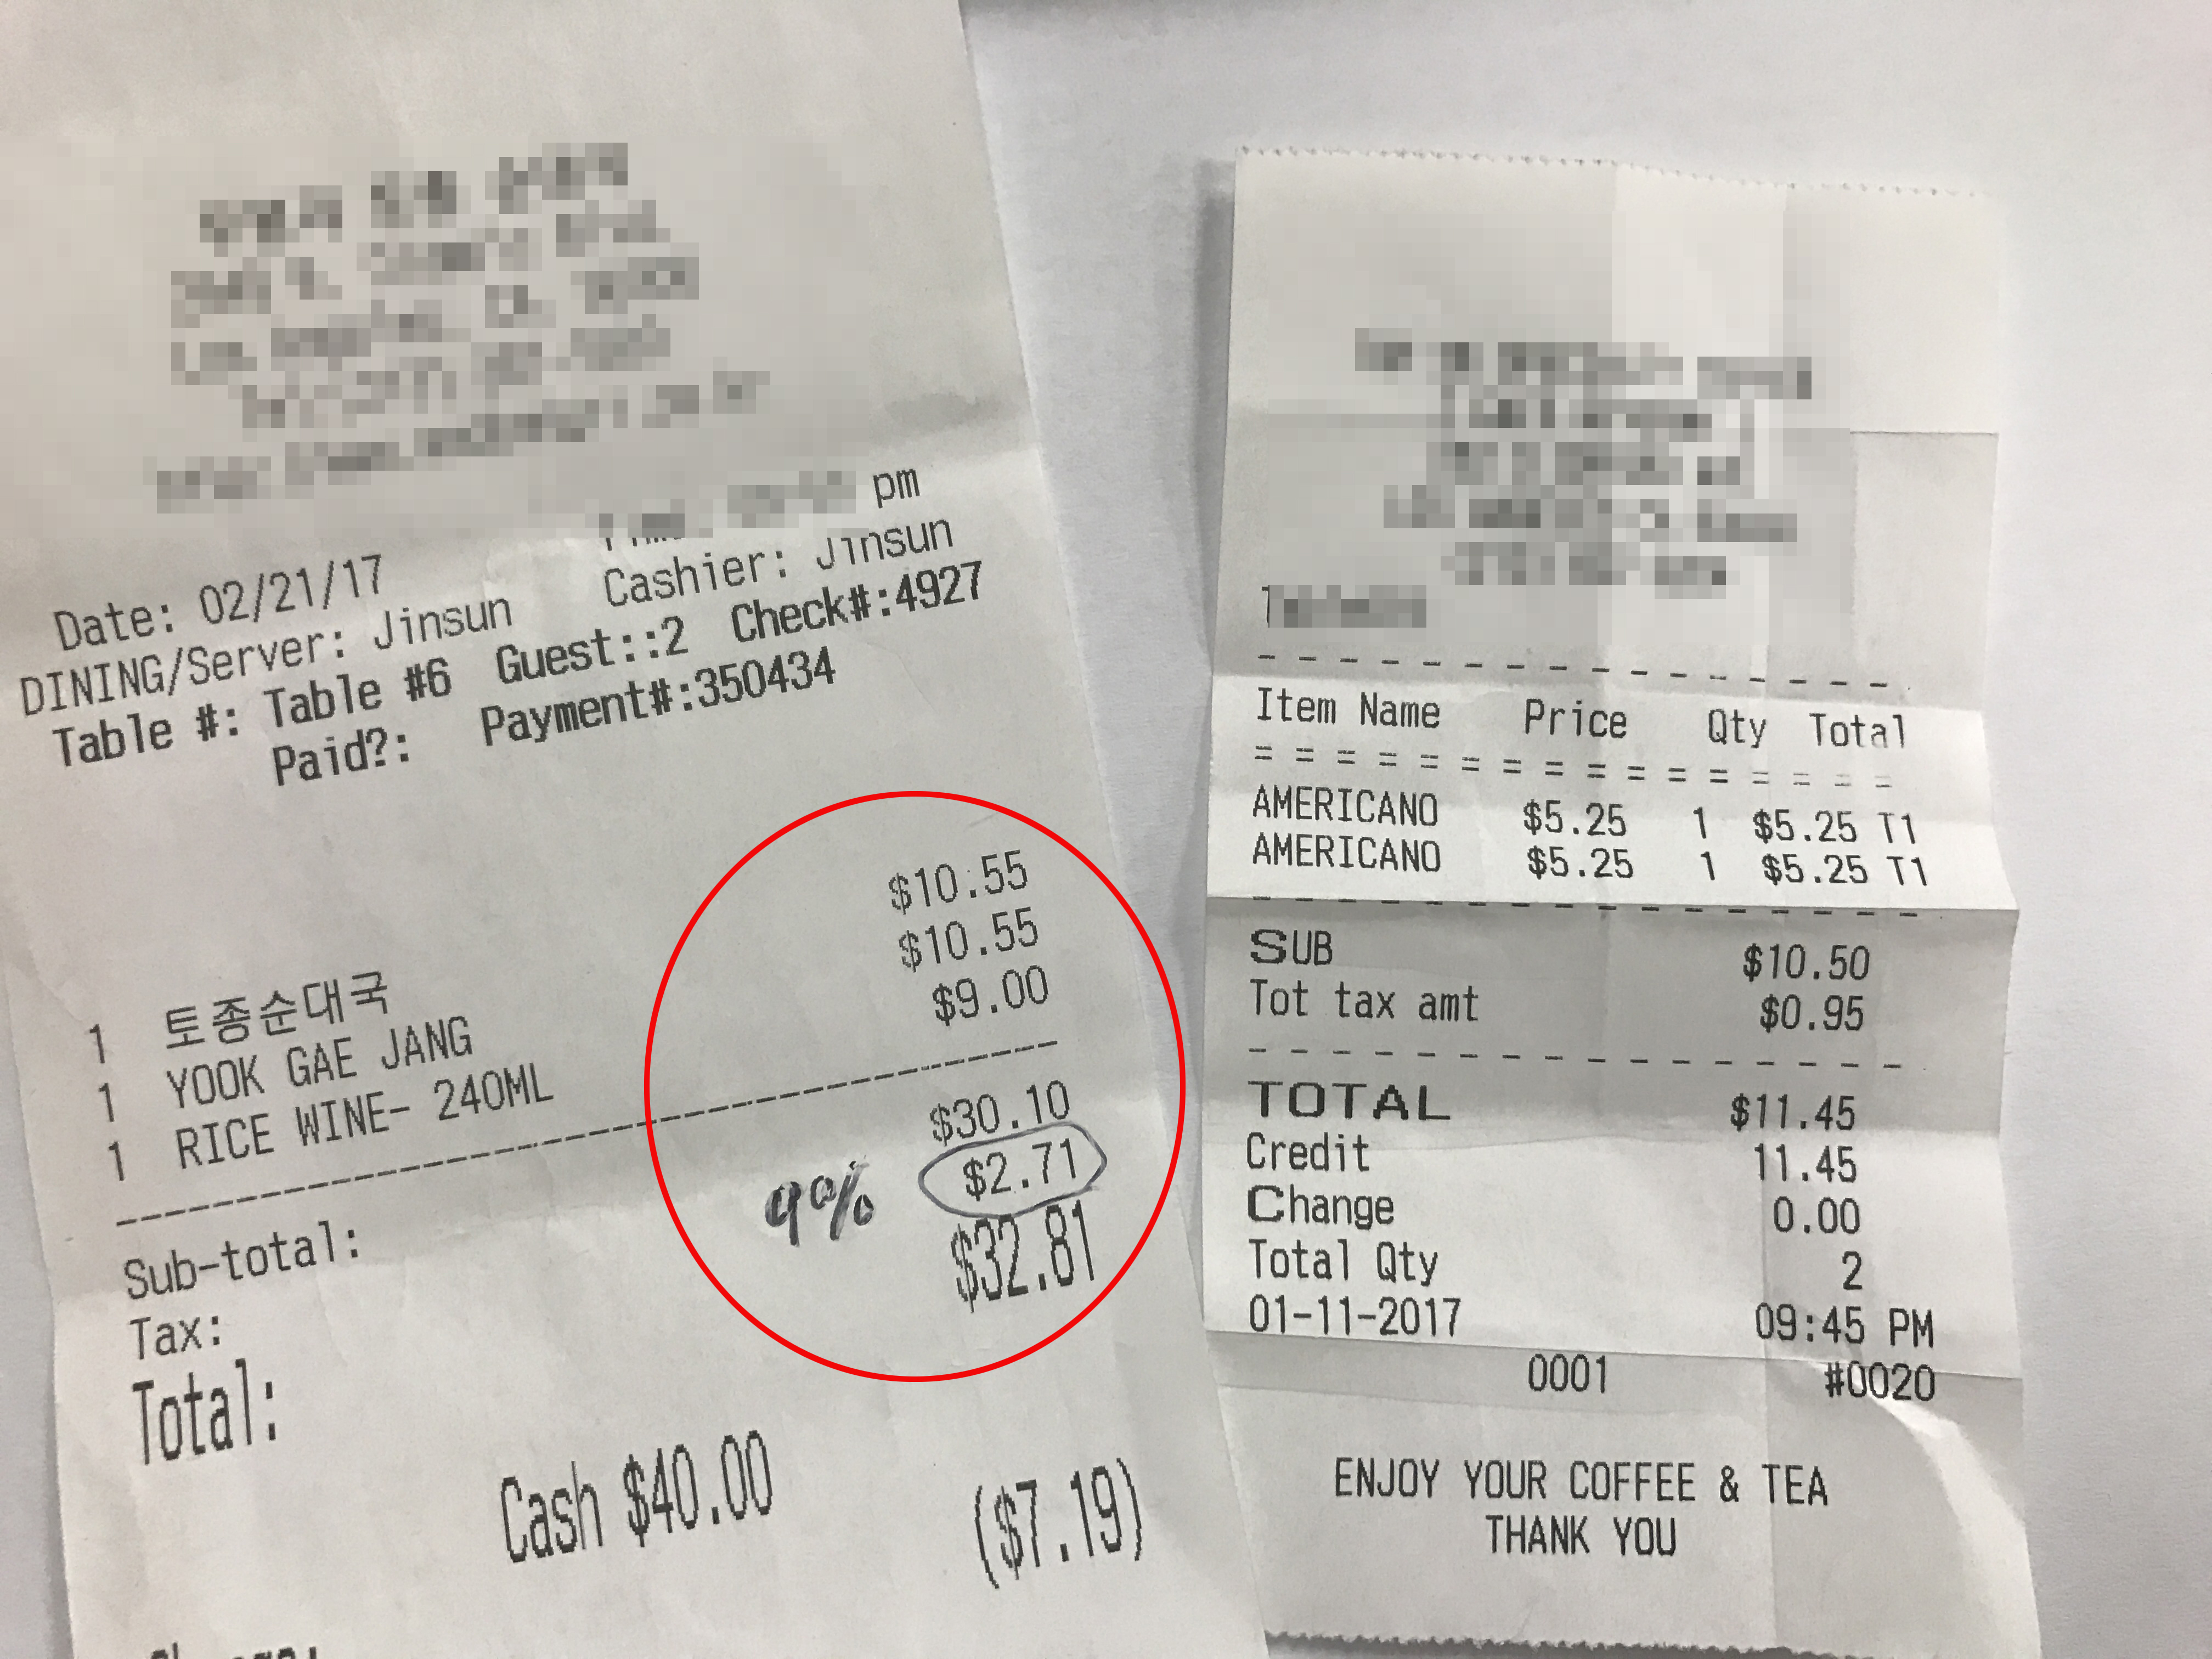 pm
Date: 02/21/17
Cashier: Jinsun
DINING/Server: Jinsun
Table #: Table #6 Guest::2 Check#:4927
Paid?: Payment#:350434
1 토종순대국 $10.55
1 YOOK GAE JANG $10.55
1 RICE WINE- 240ML $9.00
Sub-total: $30.10
Tax: 9% $2.71
Total: $32.81
Cash $40.00
($7.19)
Item Name Price Qty Total
AMERICANO $5.25 1 $5.25 T1
AMERICANO $5.25 1 $5.25 T1
SUB $10.50
Tot tax amt $0.95
TOTAL $11.45
Credit 11.45
Change 0.00
Total Qty 2
01-11-2017 09:45 PM
0001 #0020
ENJOY YOUR COFFEE & TEA
THANK YOU